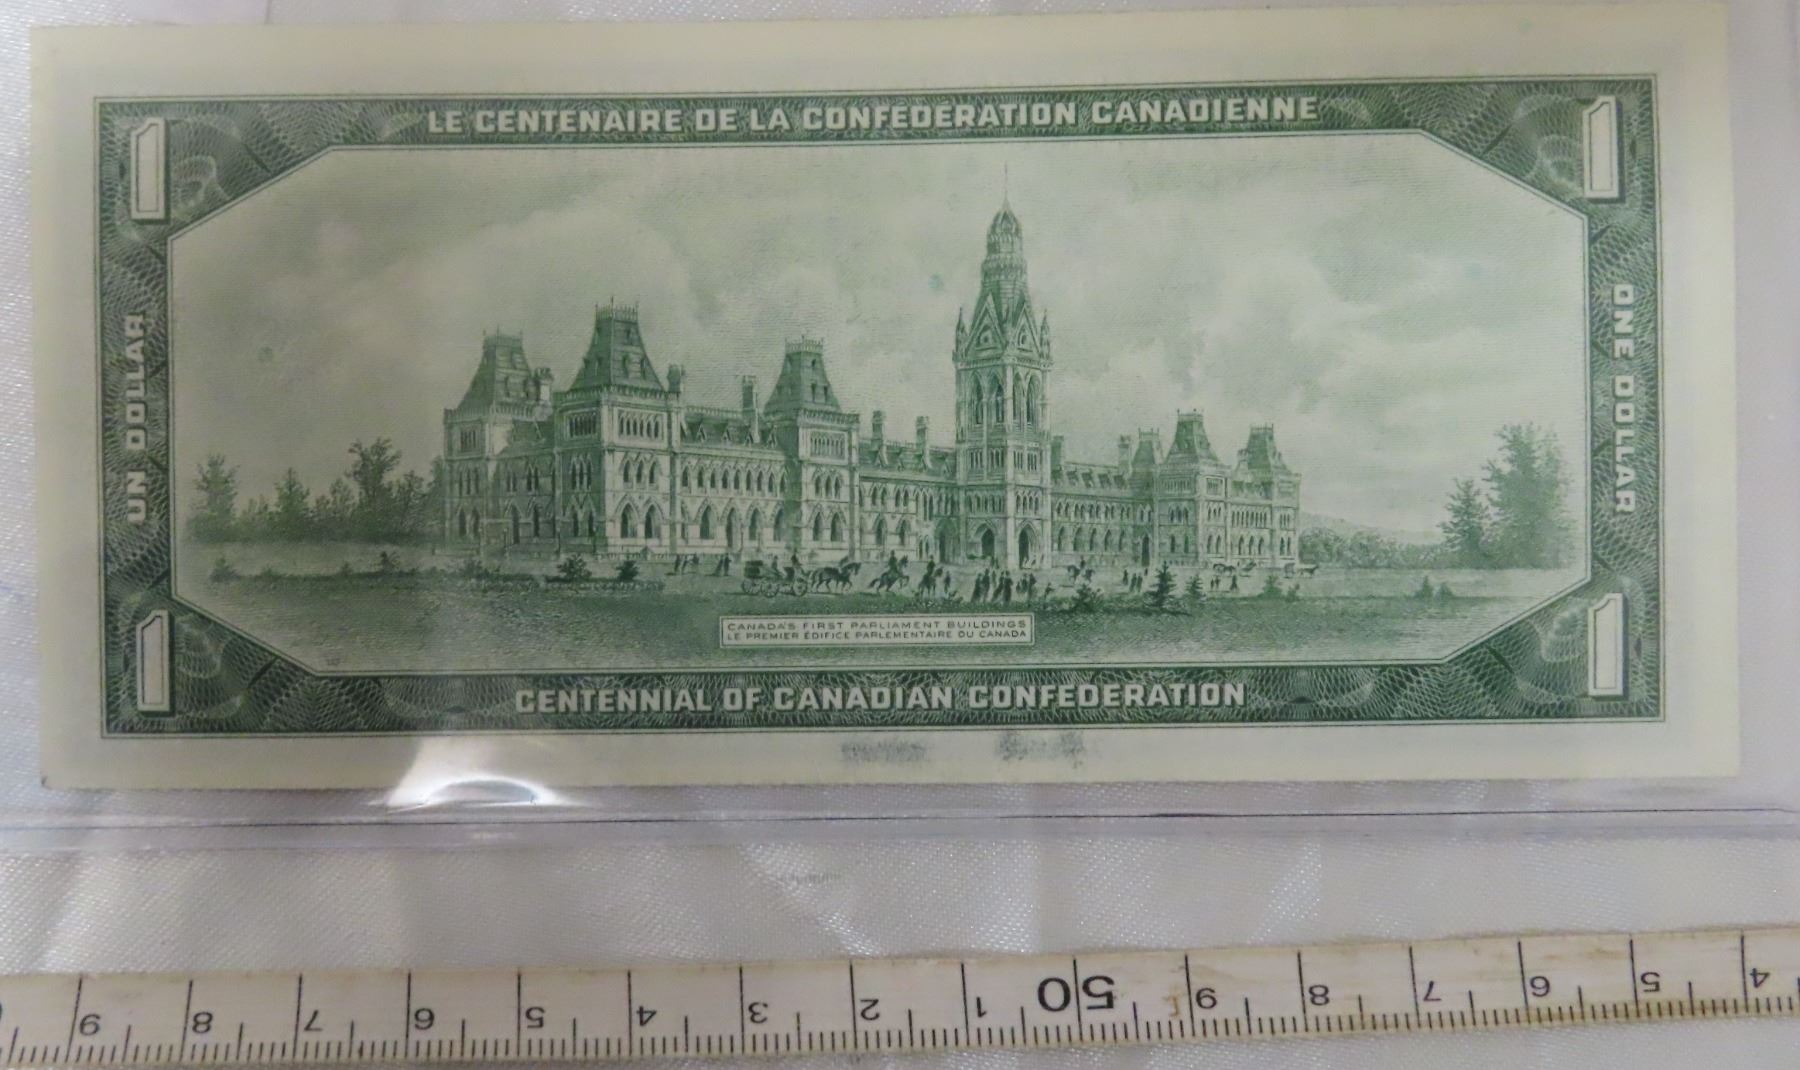 LE CENTENAIRE DE LA CONFÉDÉRATION CANADIENNE
1
1
UN DOLLAR
ONE DOLLAR
CANADA'S FIRST PARLIAMENT BUILDINGS
LE PREMIER ÉDIFICE PARLEMENTAIRE DU CANADA
1
1
CENTENNIAL OF CANADIAN CONFEDERATION
9 8 7 6 5 4 3 2 1 50 9 8 7 6 5 4